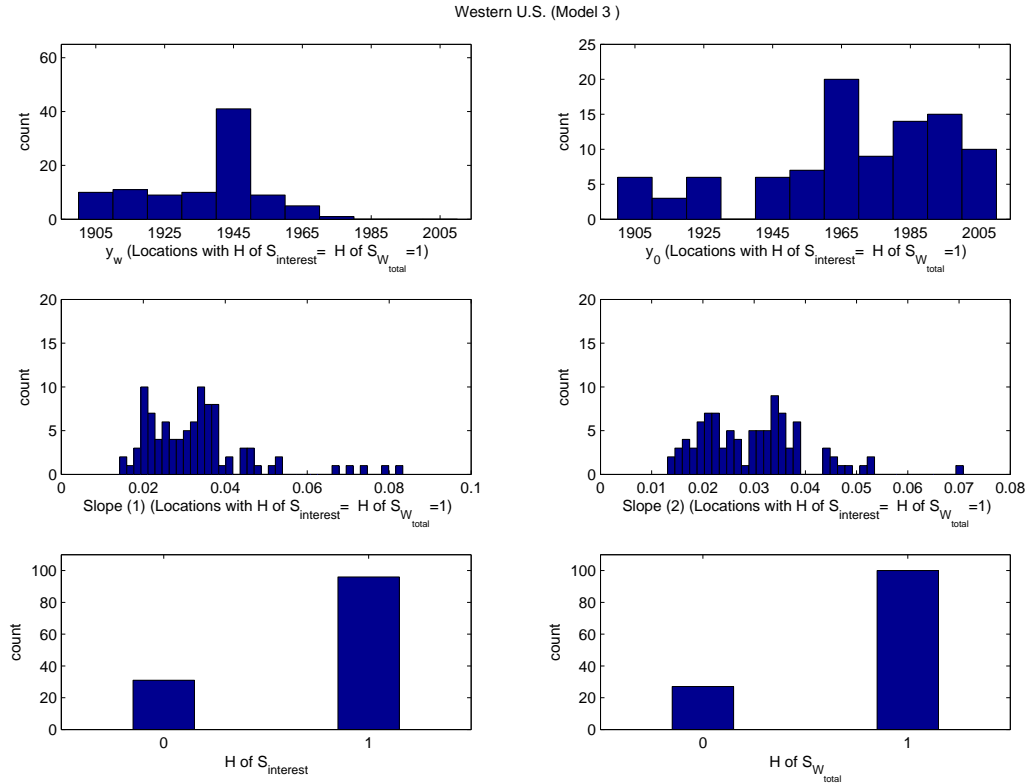 Western U.S. (Model 3 )
60
40
20
0
count
1905 1925 1945 1965 1985 2005
y_w (Locations with H of S_interest= H of S_W_total =1)
25
20
15
10
5
0
count
1905 1925 1945 1965 1985 2005
y_0 (Locations with H of S_interest= H of S_W_total =1)
20
15
10
5
0
count
0 0.02 0.04 0.06 0.08 0.1
Slope (1) (Locations with H of S_interest= H of S_W_total =1)
20
15
10
5
0
count
0 0.01 0.02 0.03 0.04 0.05 0.06 0.07 0.08
Slope (2) (Locations with H of S_interest= H of S_W_total =1)
100
80
60
40
20
0
count
0 1
H of S_interest
100
80
60
40
20
0
count
0 1
H of S_W_total